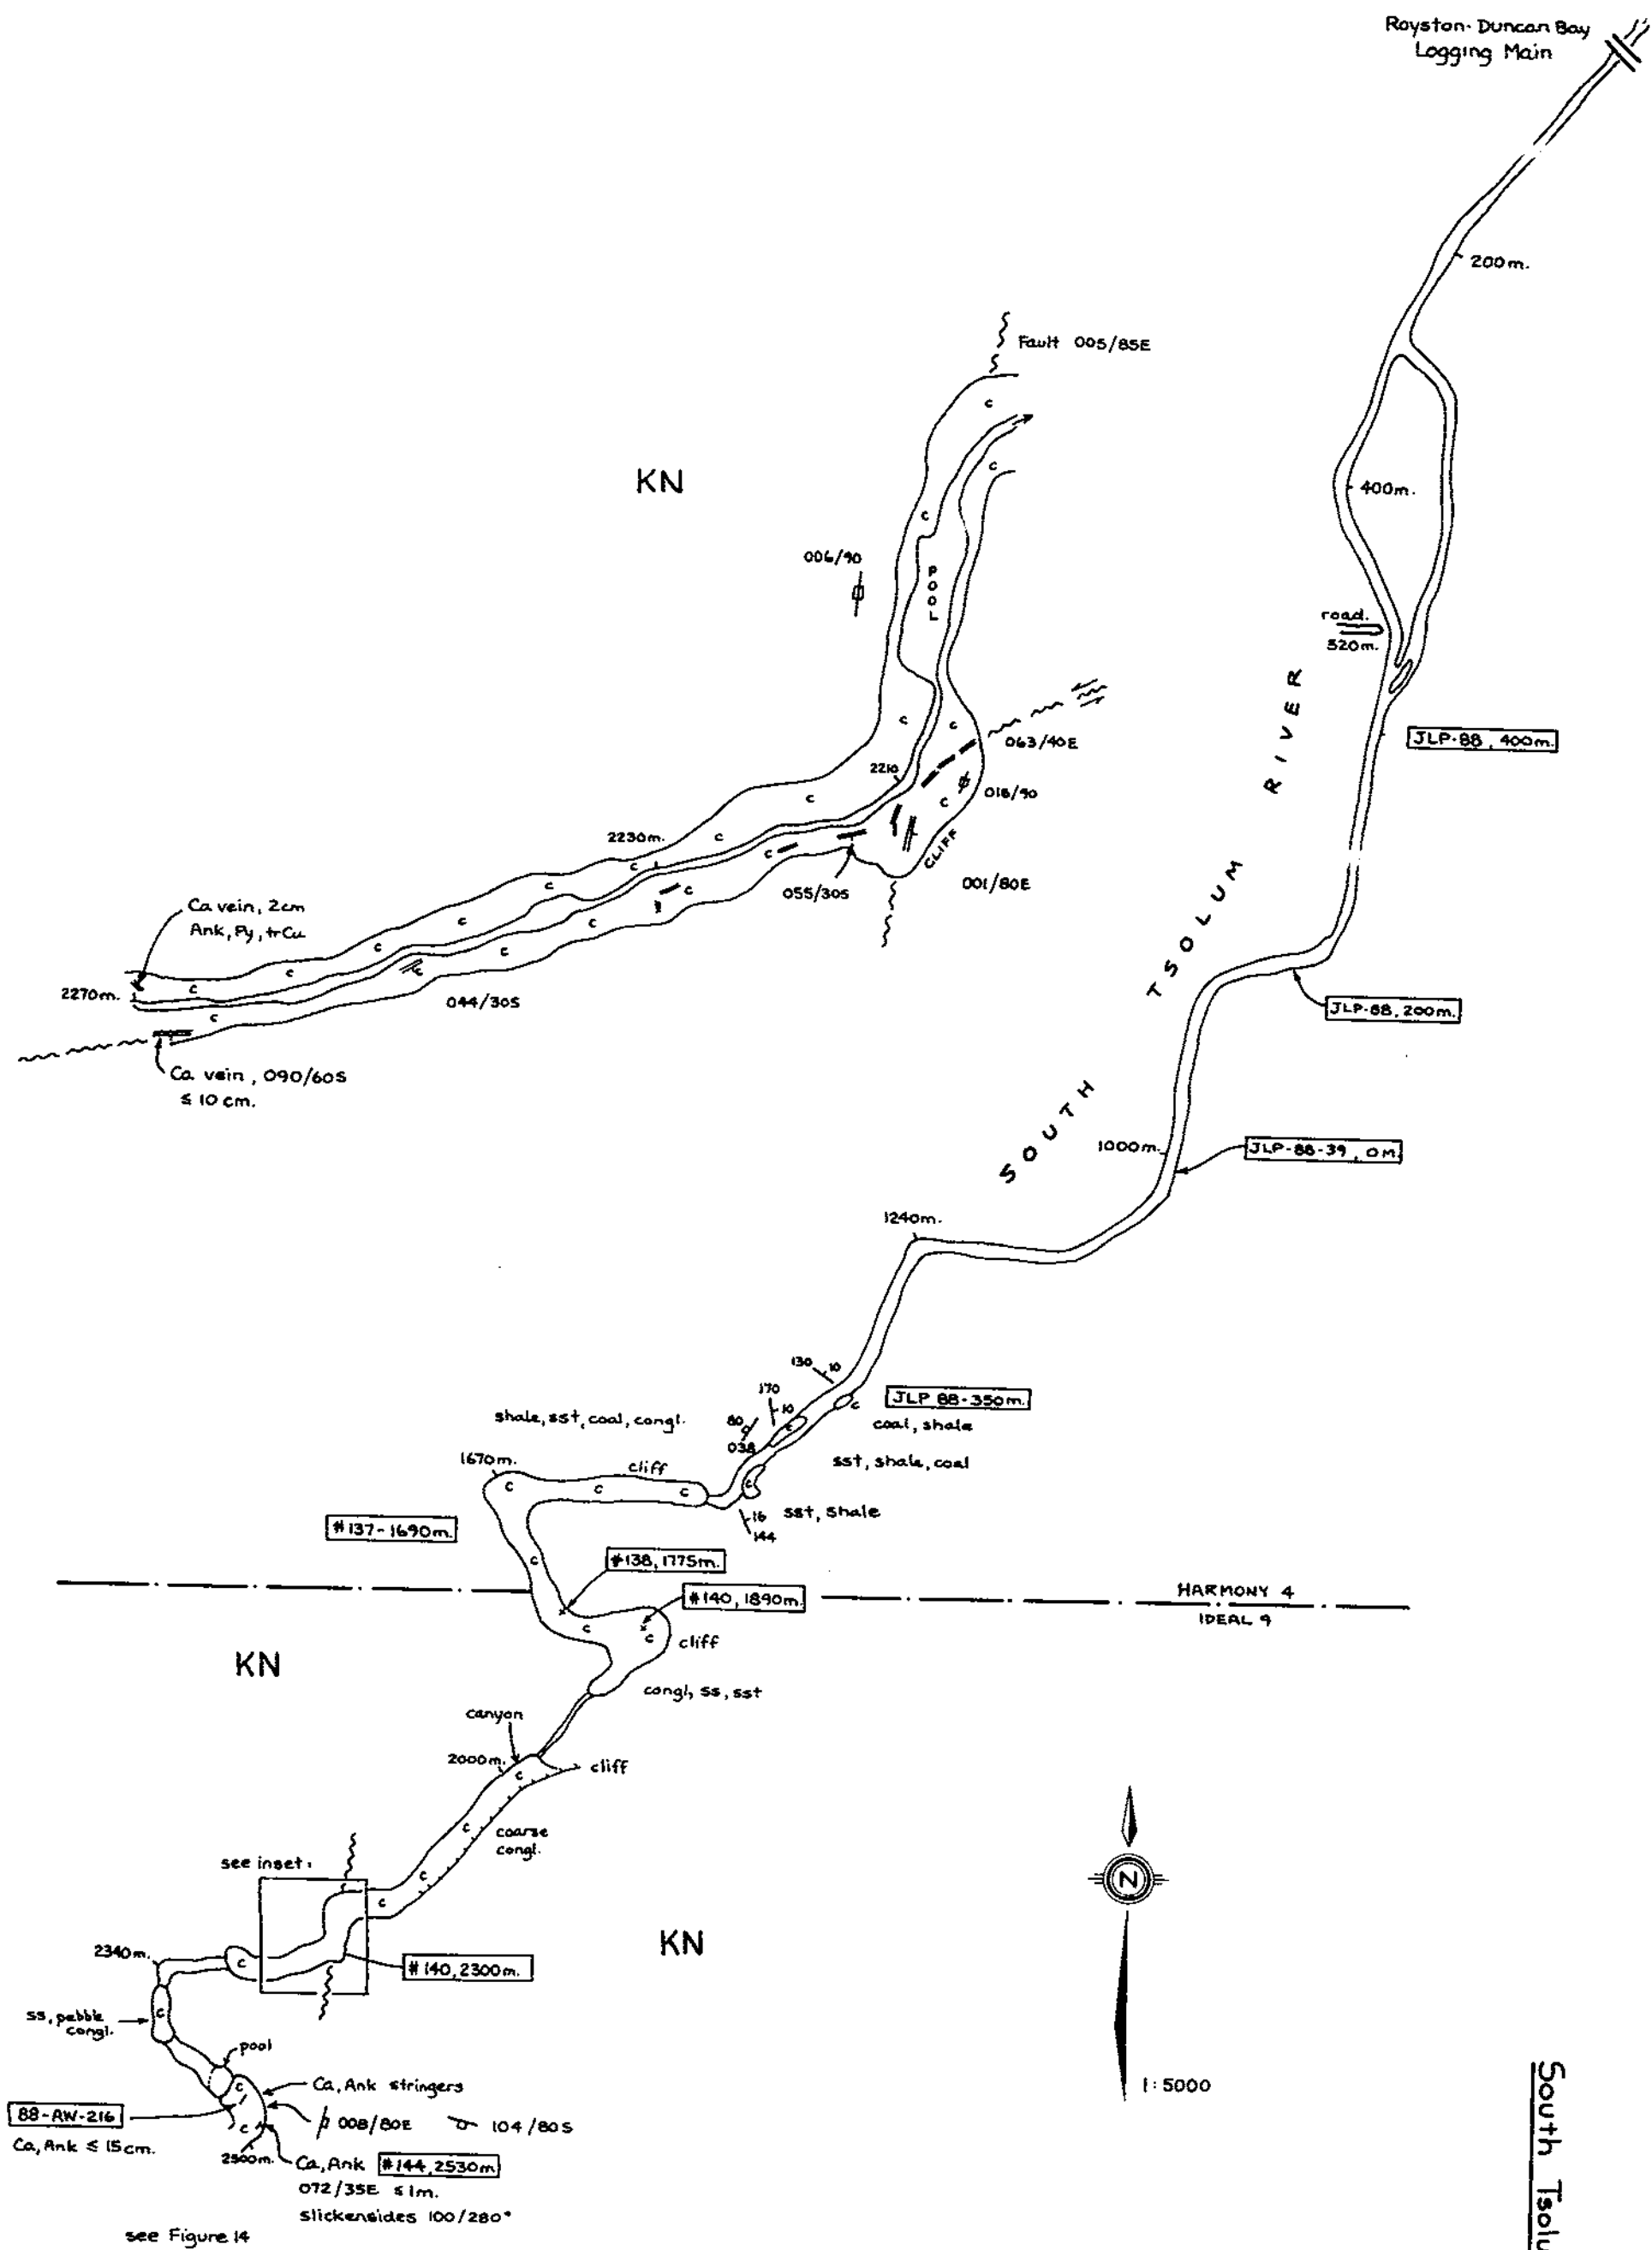 Royston-Duncan Bay
Logging Main
200m.
Fault 005/85E
c
c
KN
400m.
c
006/90
POOL
road.
520m.
SOUTH TSOLUM RIVER
c
c
063/40E
JLP-88, 400m.
2210
018/90
c
c
2230m.
c
CLIFF
c
c
c
055/30S
001/80E
c
c
Ca vein, 2cm
Ank, Py, trCu
c
c
c
c
c
c
c
2270m.
044/30S
JLP-88, 200m.
c
Ca vein, 090/60S
≤ 10 cm.
1000m.
JLP-88-39, 0M.
1240m.
130
10
170
10
JLP 88-350m.
c
coal, shale
shale, sst, coal, congl.
80
038
c
sst, shale, coal
1670m.
cliff
c
c
c
c
16
144
sst, shale
#137-1690m.
c
#138, 1775m.
#140, 1890m.
HARMONY 4
IDEAL 9
c
c
cliff
KN
congl, ss, sst
canyon
2000m.
c
cliff
c
coarse
congl.
see inset.
c
c
N
KN
2340m.
c
#140, 2300m.
ss, pebble
congl.
c
pool
1:5000
c
Ca, Ank stringers
88-AW-216
008/80E
104/80S
Ca, Ank ≤ 15cm.
c
2500m.
Ca, Ank
#144, 2530m
072/35E ≤ 1m.
slickensides 100/280°
see Figure 14
South Tsolu